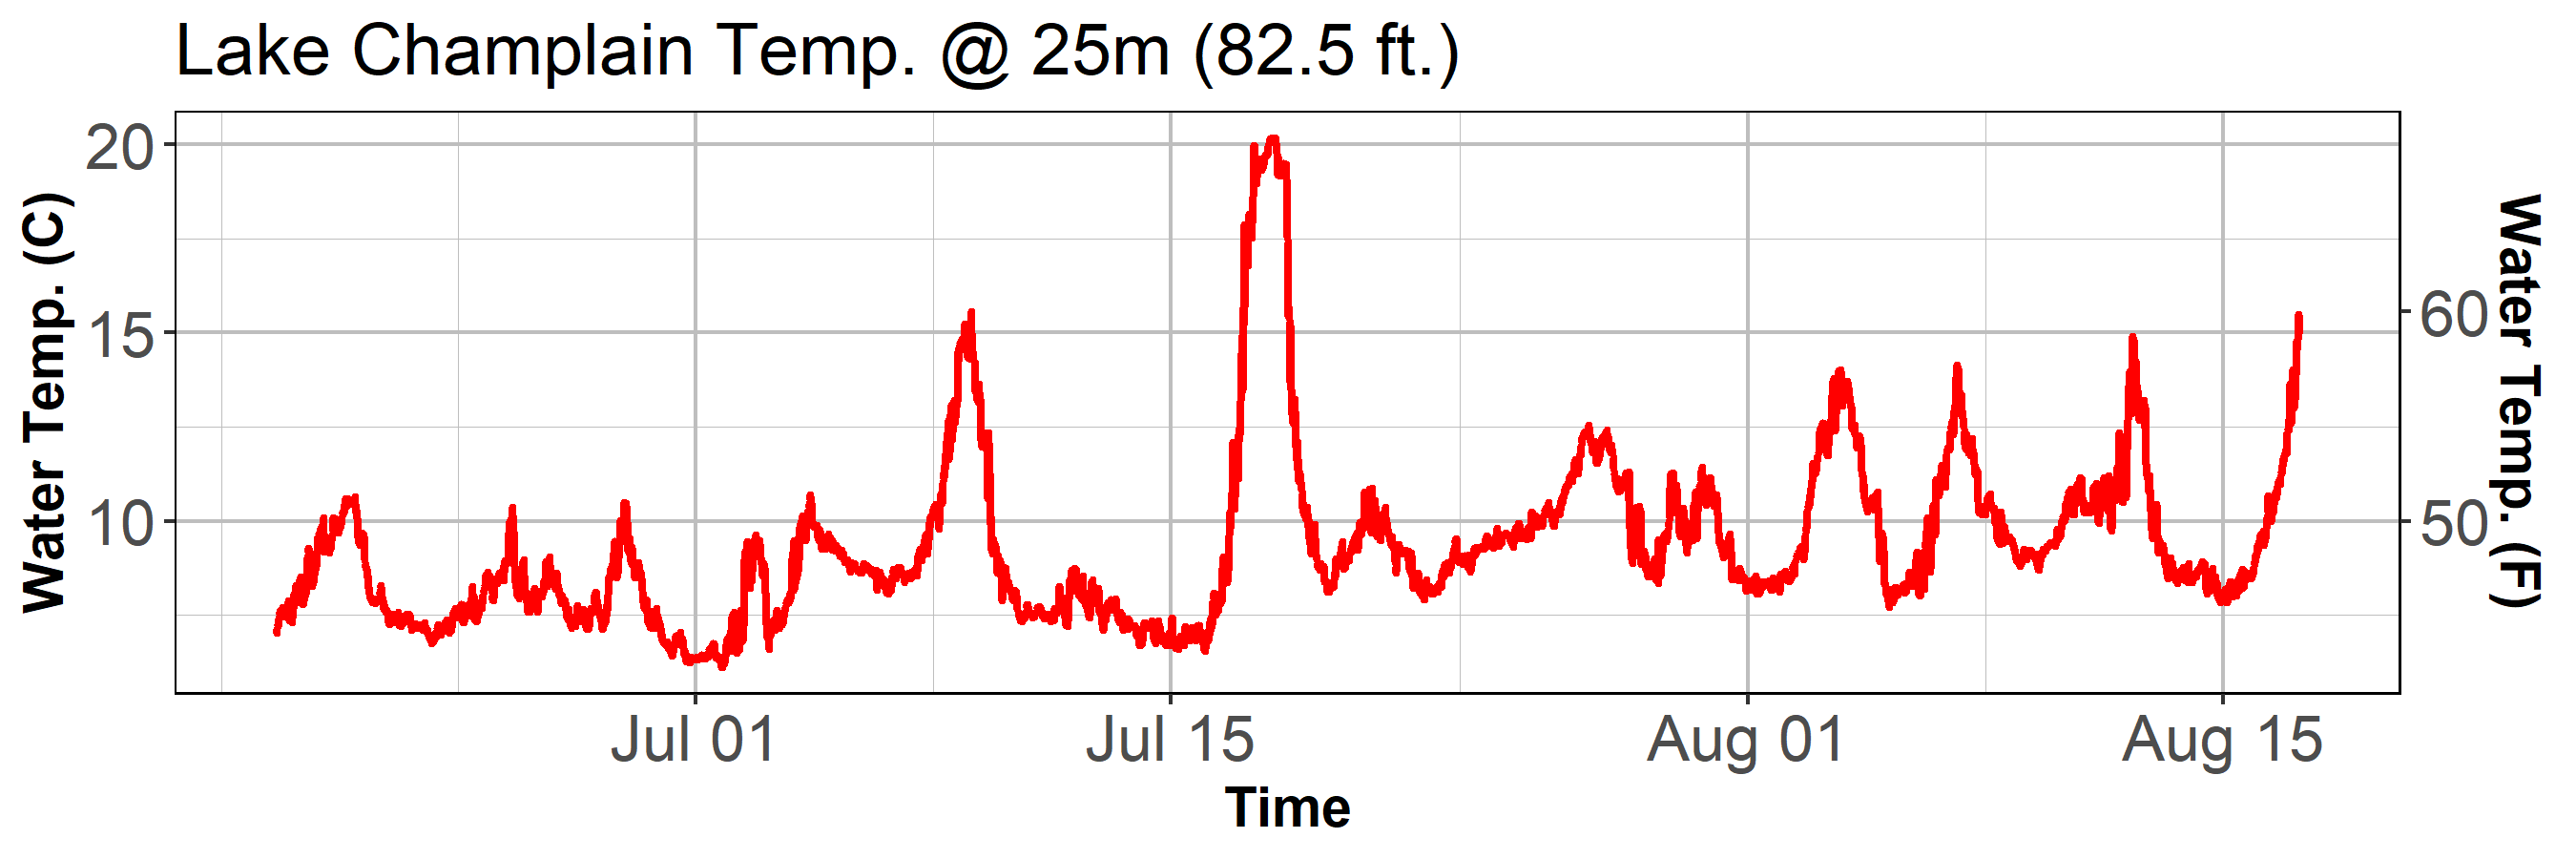 Lake Champlain Temp. @ 25m (82.5 ft.)
Water Temp. (C)
20
15
10
60
50
Water Temp. (F)
Jul 01
Jul 15
Aug 01
Aug 15
Time